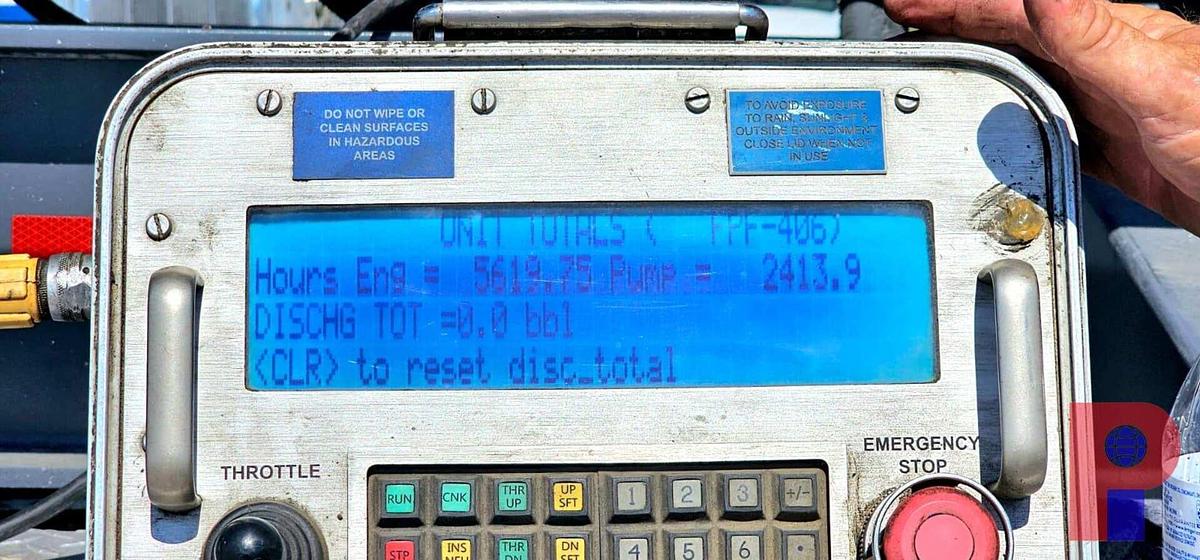 DO NOT WIPE OR
CLEAN SURFACES
IN HAZARDOUS
AREAS
TO AVOID EXPOSURE
TO RAIN, SUNLIGHT &
OUTSIDE ENVIRONMENT
CLOSE LID WHEN NOT
IN USE
UNIT TOTALS ( FPF-406)
Hours Eng = 5619.75 Pump = 2413.9
DISCHG TOT =0.0 bbl
<CLR> to reset disc_total
THROTTLE
EMERGENCY
STOP
RUN CNK THR UP UP SFT 1 2 3 +/-
STP INS THR DN SFT 4 5 6